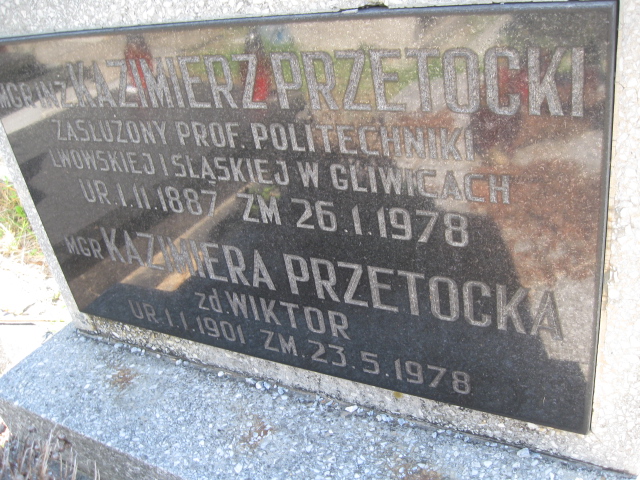 MGR INŻ KAZIMIERZ PRZETOCKI
ZASŁUŻONY PROF. POLITECHNIKI
LWOWSKIEJ I ŚLĄSKIEJ W GLIWICACH
UR.1.11.1887 ZM 26.1.1978
MGR KAZIMIERA PRZETOCKA
zd. WIKTOR
UR.1.1.1901 ZM.23.5.1978